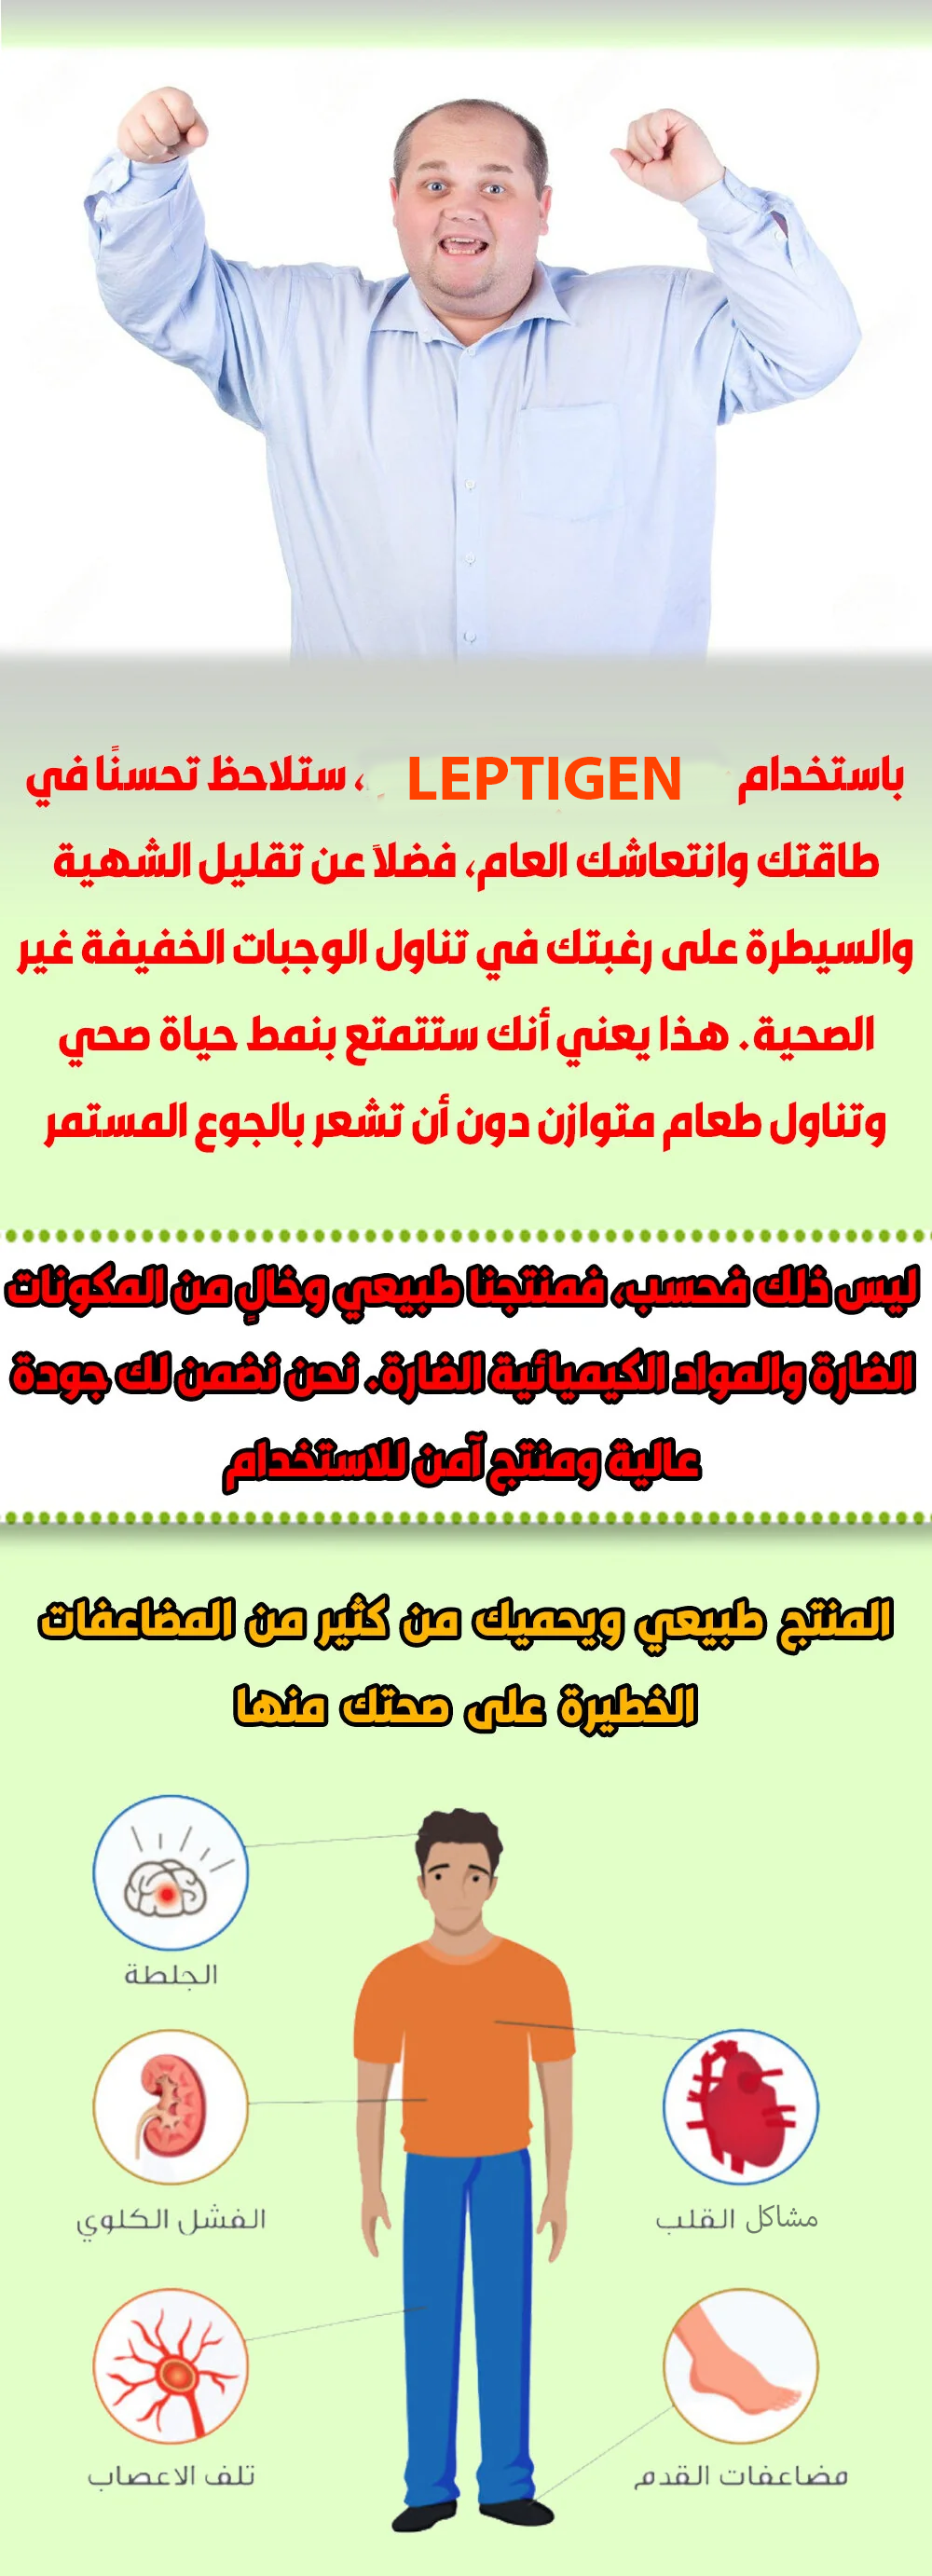 باستخدام LEPTIGEN ، ستلاحظ تحسنًا في
طاقتك وانتعاشك العام، فضلاً عن تقليل الشهية
والسيطرة على رغبتك في تناول الوجبات الخفيفة غير
الصحية. هذا يعني أنك ستتمتع بنمط حياة صحي
وتناول طعام متوازن دون أن تشعر بالجوع المستمر
ليس ذلك فحسب، فمنتجنا طبيعي وخالٍ من المكونات
الضارة والمواد الكيميائية الضارة. نحن نضمن لك جودة
عالية ومنتج آمن للاستخدام
المنتج طبيعي ويحميك من كثير من المضاعفات
الخطيرة على صحتك منها
الجلطة
مشاكل القلب
الفشل الكلوي
مضاعفات القدم
تلف الاعصاب